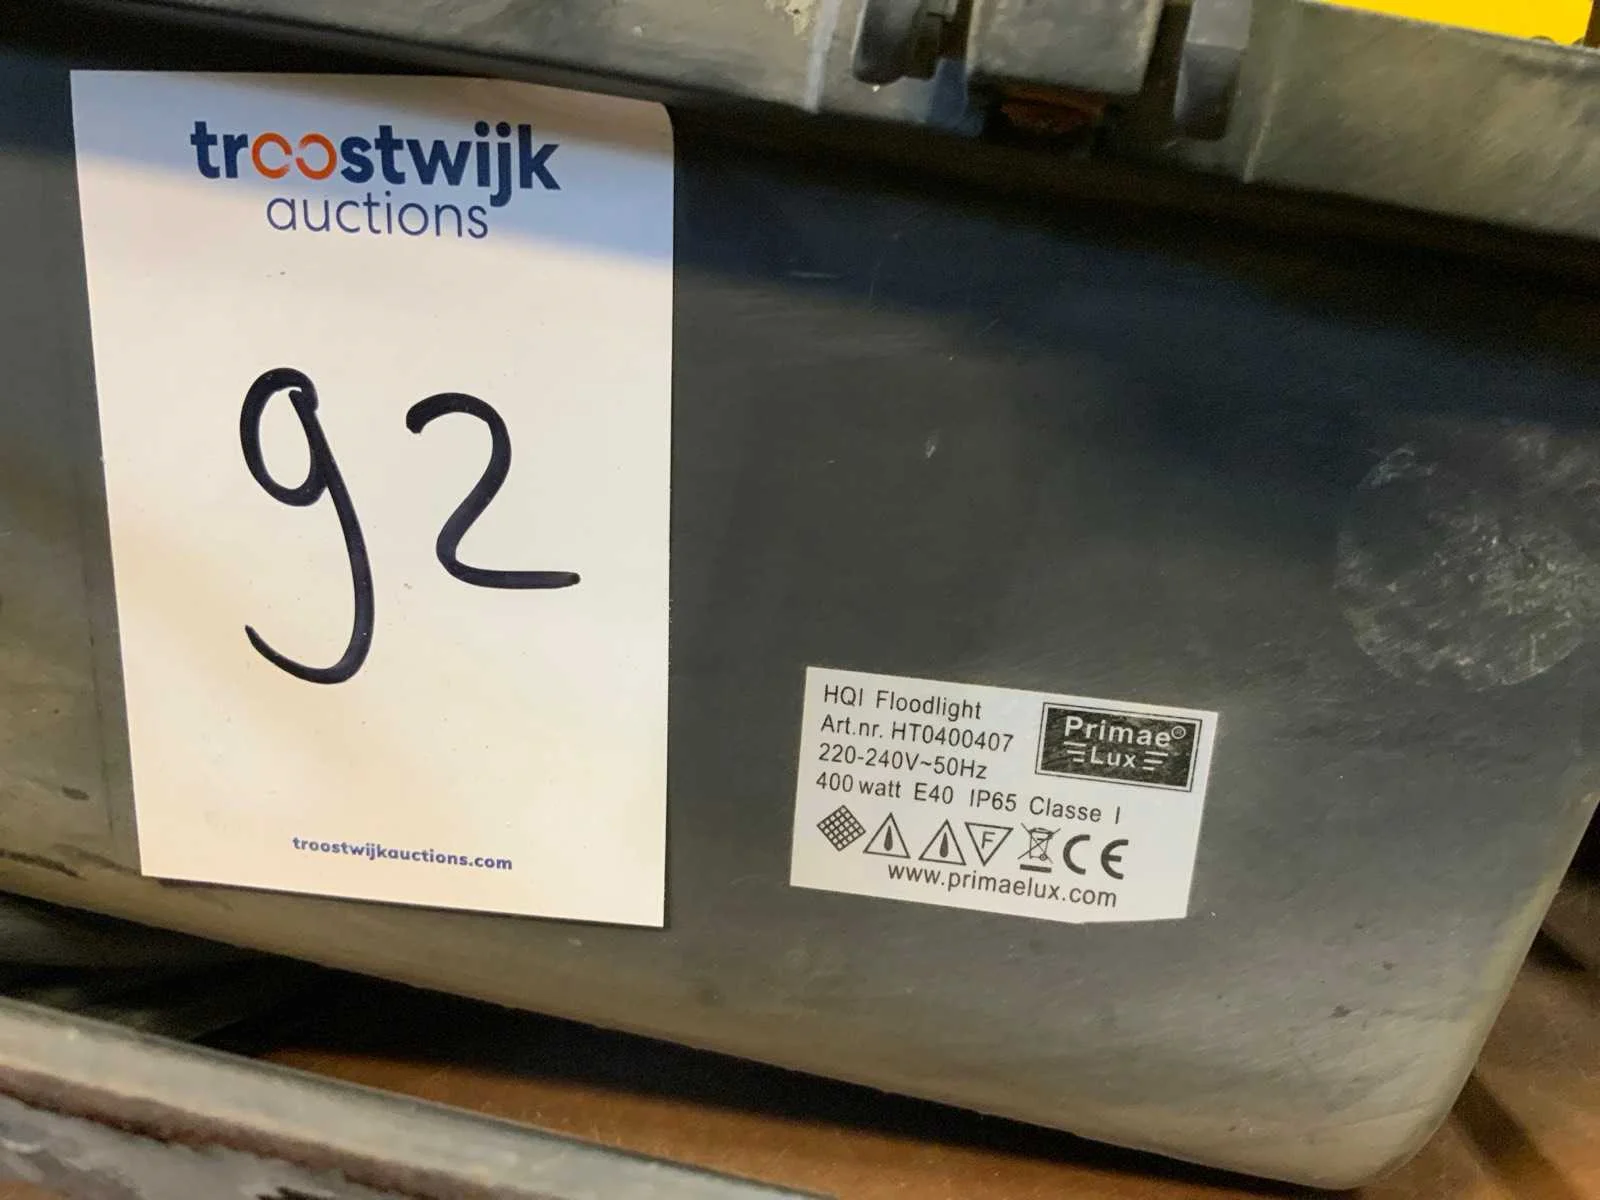 troostwijk
auctions
92
troostwijkauctions.com
HQI Floodlight
Art.nr. HT0400407
220-240V~50Hz
400 watt E40 IP65 Classe I
Primae®
Lux
F
CE
www.primaelux.com